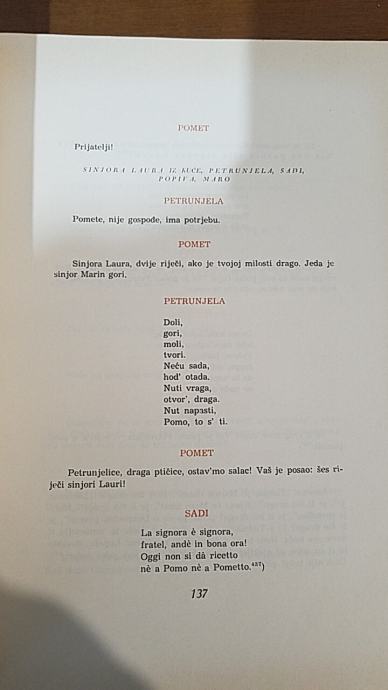 POMET
Prijatelji!
SINJORA LAURA IZ KUĆE, PETRUNJELA, SADI,
POPIVA, MARO
PETRUNJELA
Pomete, nije gospođe, ima potrjebu.
POMET
Sinjora Laura, dvije riječi, ako je tvojoj milosti drago. Jeda je
sinjor Marin gori.
PETRUNJELA
Doli,
gori,
moli,
tvori.
Neću sada,
hod' otada.
Nuti vraga,
otvor', draga.
Nut napasti,
Pomo, to s' ti.
POMET
Petrunjelice, draga ptičice, ostav'mo salac! Vaš je posao: šes ri-
ječi sinjori Lauri!
SADI
La signora è signora,
fratel, andè in bona ora!
Oggi non si dâ ricetto
nè a Pomo nè a Pometto.⁴³⁷)
137